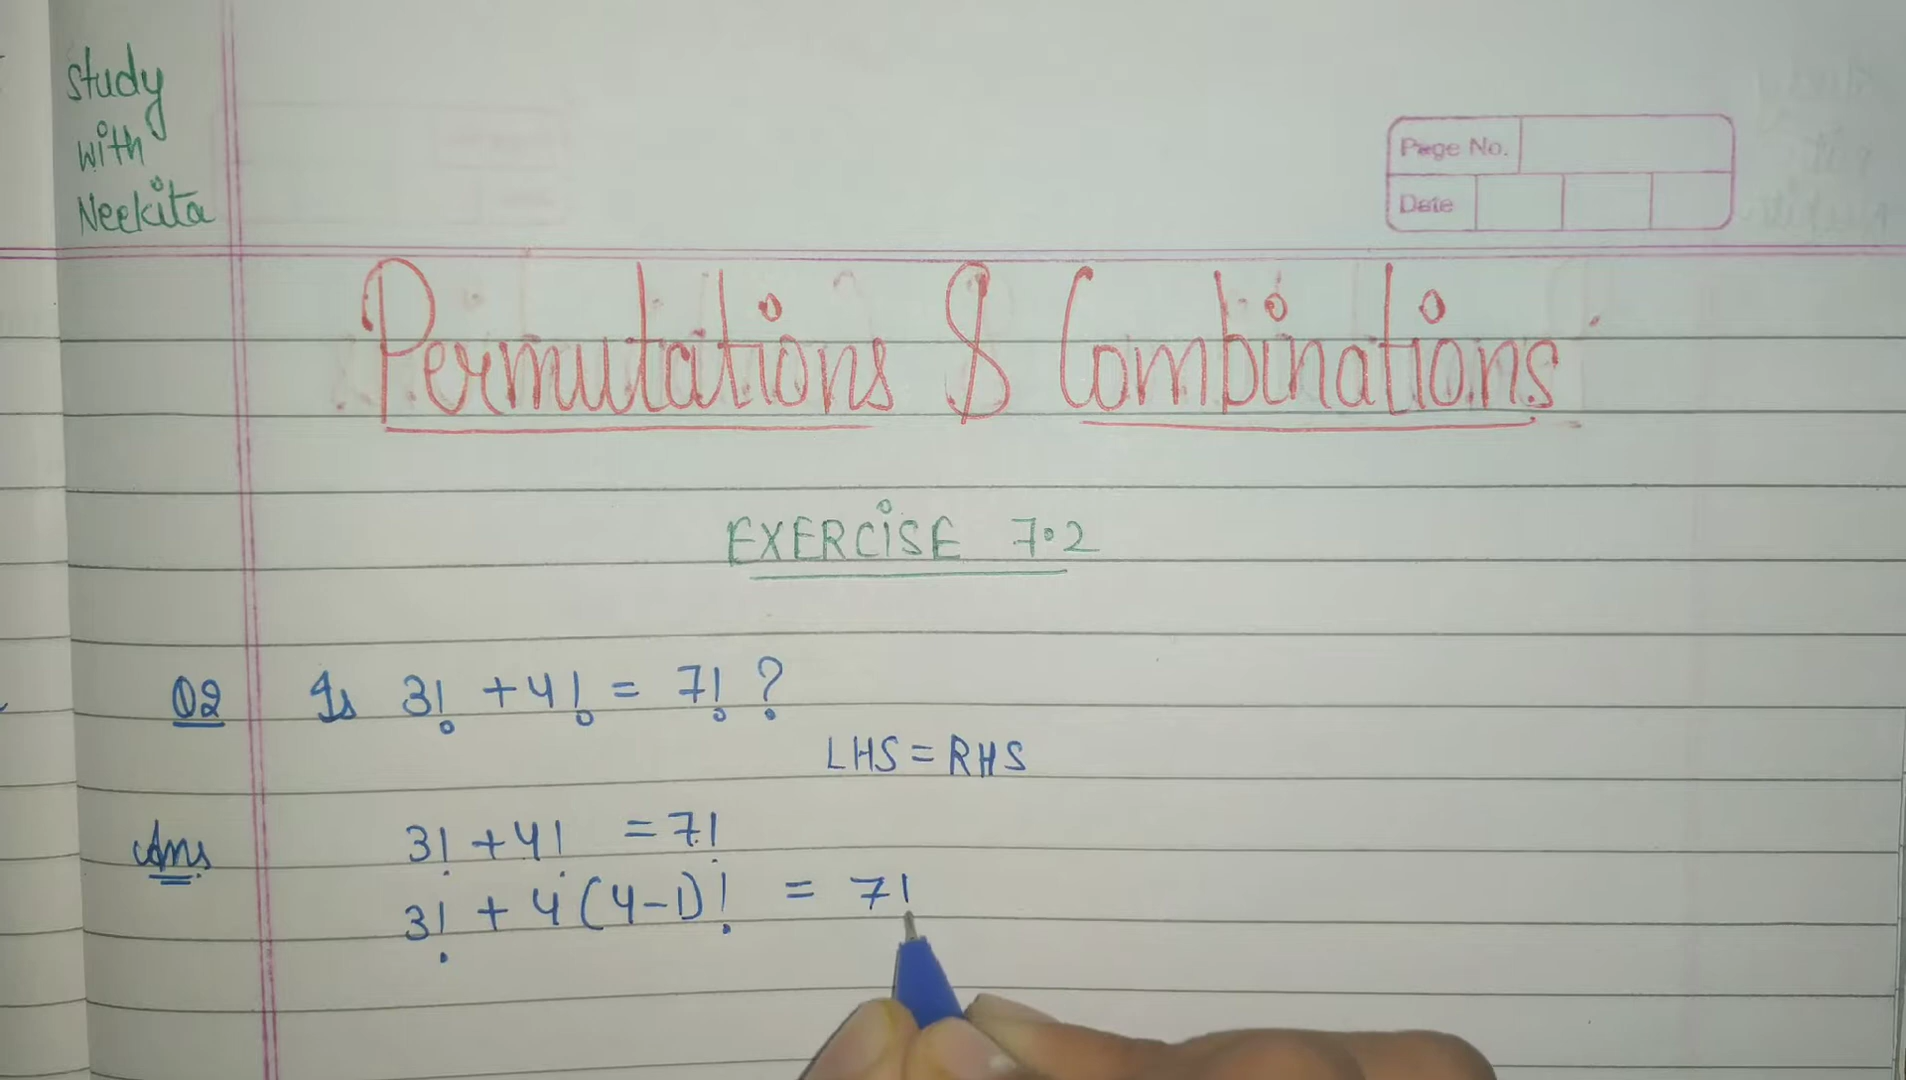 study
with
Neekita
Page No.
Date
Permutations & Combinations
EXERCISE 7.2
Q2 Is 3! + 4! = 7! ?
LHS = RHS
Ans 3! + 4! = 7!
3! + 4 (4-1)! = 7!